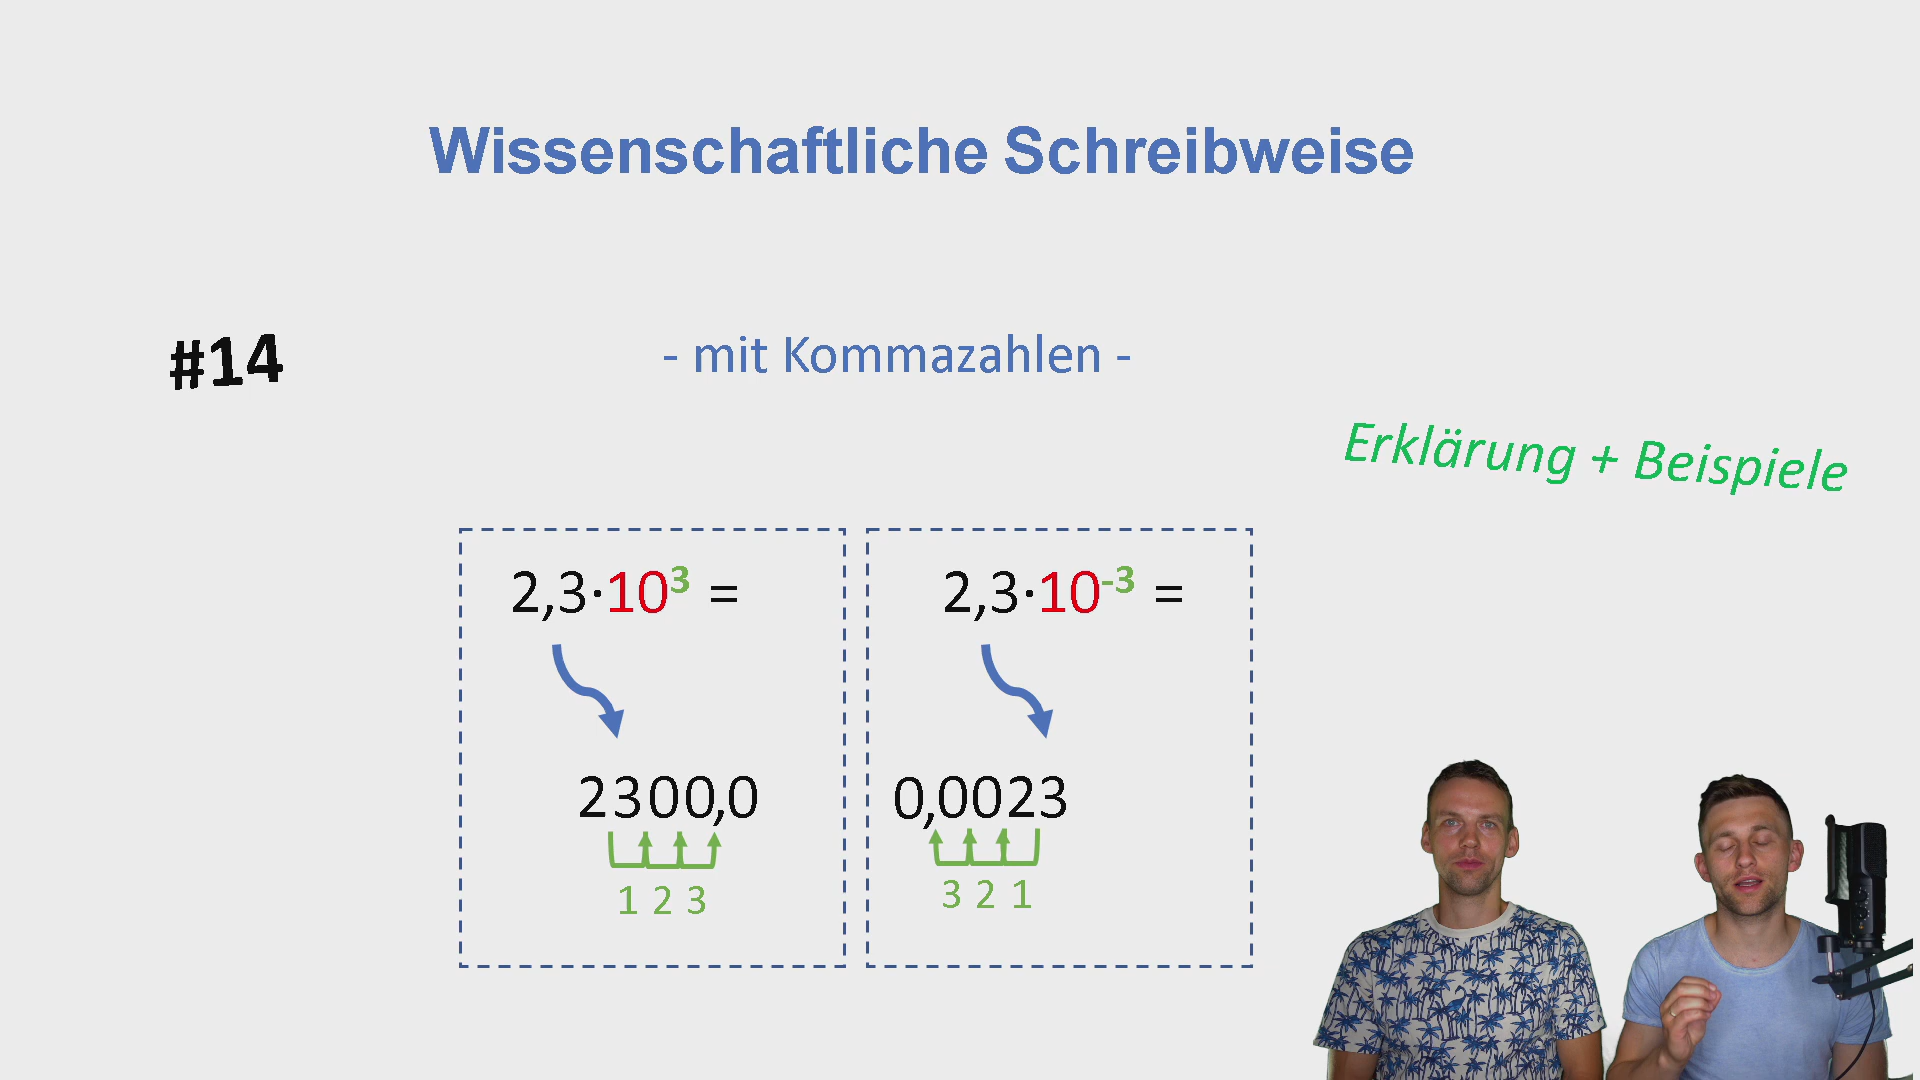 Wissenschaftliche Schreibweise
#14
- mit Kommazahlen -
Erklärung + Beispiele
2,3·10³ =
2300,0
1 2 3
2,3·10⁻³ =
0,0023
3 2 1